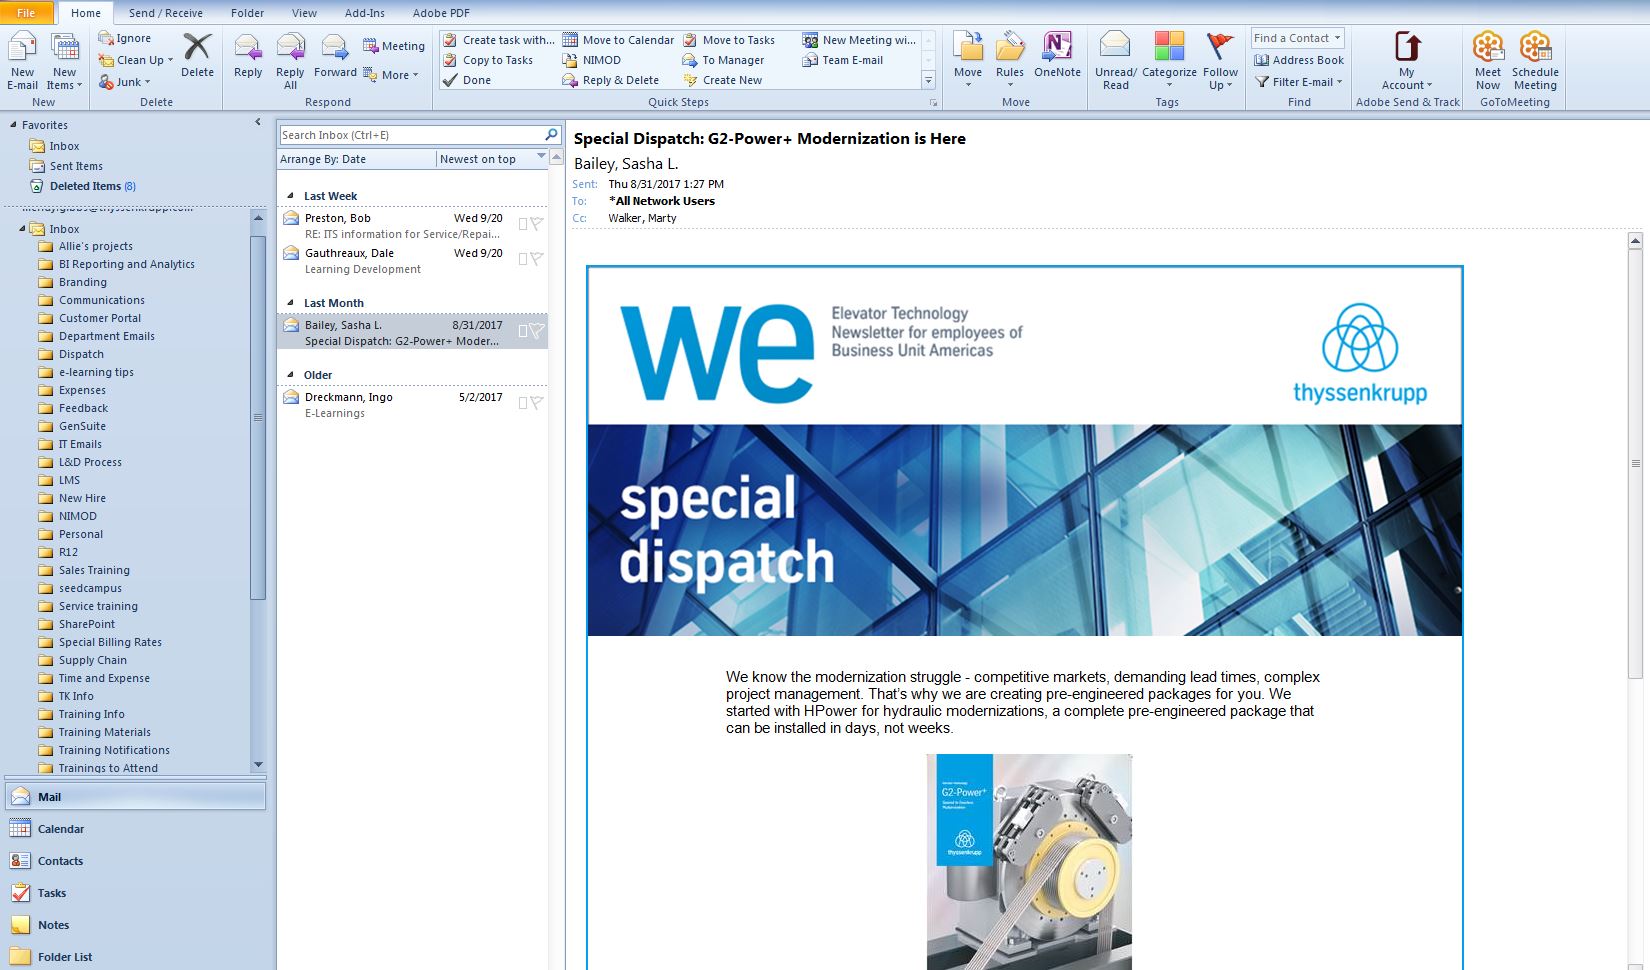 File Home Send / Receive Folder View Add-Ins Adobe PDF
New E-mail
New Items
New
Ignore
Clean Up
Junk
Delete
Delete
Reply
Reply All
Forward
Meeting
More
Respond
Create task with...
Copy to Tasks
Done
Move to Calendar
NIMOD
Reply & Delete
Move to Tasks
To Manager
Create New
New Meeting wi...
Team E-mail
Quick Steps
Move
Rules
OneNote
Move
Unread/ Read
Categorize
Follow Up
Tags
Find a Contact
Address Book
Filter E-mail
Find
My Account
Adobe Send & Track
Meet Now
Schedule Meeting
GoToMeeting
Favorites
Inbox
Sent Items
Deleted Items (8)
Inbox
Allie's projects
BI Reporting and Analytics
Branding
Communications
Customer Portal
Department Emails
Dispatch
e-learning tips
Expenses
Feedback
GenSuite
IT Emails
L&D Process
LMS
New Hire
NIMOD
Personal
R12
Sales Training
seedcampus
Service training
SharePoint
Special Billing Rates
Supply Chain
Time and Expense
TK Info
Training Info
Training Materials
Training Notifications
Trainings to Attend
Mail
Calendar
Contacts
Tasks
Notes
Folder List
Search Inbox (Ctrl+E)
Arrange By: Date Newest on top
Last Week
Preston, Bob Wed 9/20
RE: ITS information for Service/Repai...
Gauthreaux, Dale Wed 9/20
Learning Development
Last Month
Bailey, Sasha L. 8/31/2017
Special Dispatch: G2-Power+ Moder...
Older
Dreckmann, Ingo 5/2/2017
E-Learnings
Special Dispatch: G2-Power+ Modernization is Here
Bailey, Sasha L.
Sent: Thu 8/31/2017 1:27 PM
To: *All Network Users
Cc: Walker, Marty
we
Elevator Technology
Newsletter for employees of
Business Unit Americas
thyssenkrupp
special
dispatch
We know the modernization struggle - competitive markets, demanding lead times, complex
project management. That's why we are creating pre-engineered packages for you. We
started with HPower for hydraulic modernizations, a complete pre-engineered package that
can be installed in days, not weeks.
G2-Power+
thyssenkrupp